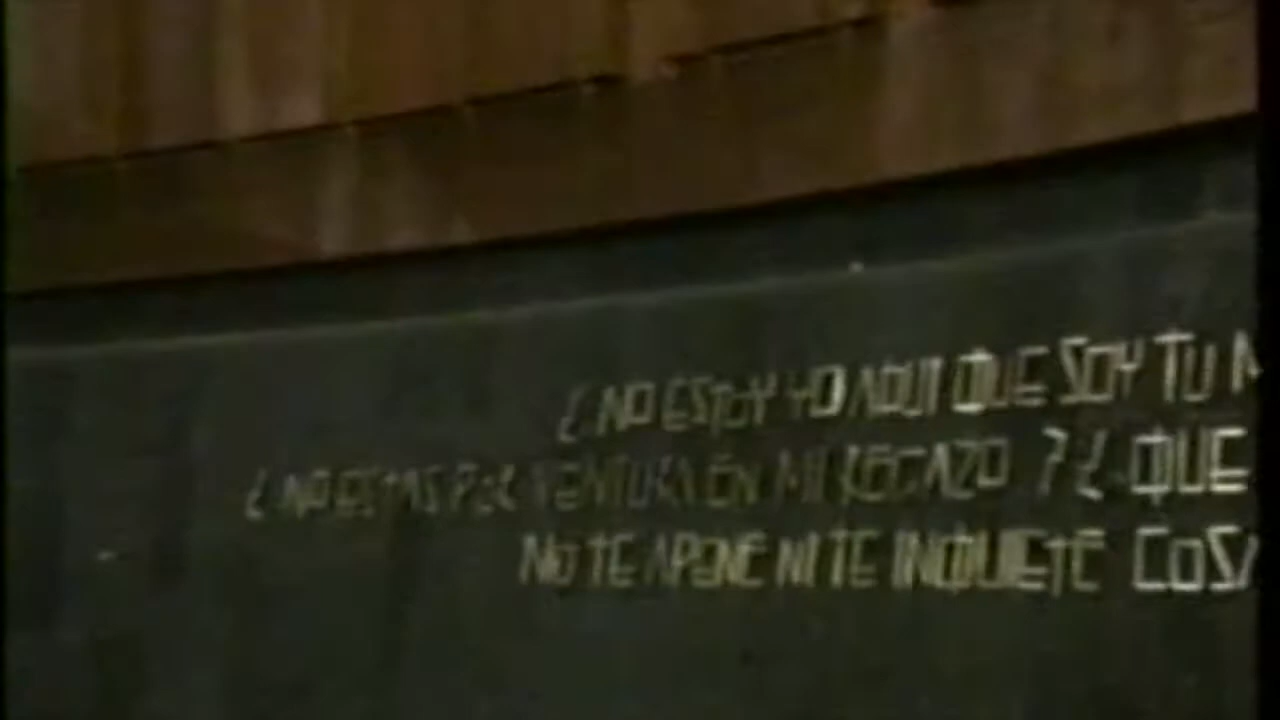 ¿ NO ESTOY YO AQUI QUE SOY TU M
¿ NO ESTAS POR VENTURA EN MI REGAZO ? ¿ QUE
NO TE APENE NI TE INQUIETE COSA